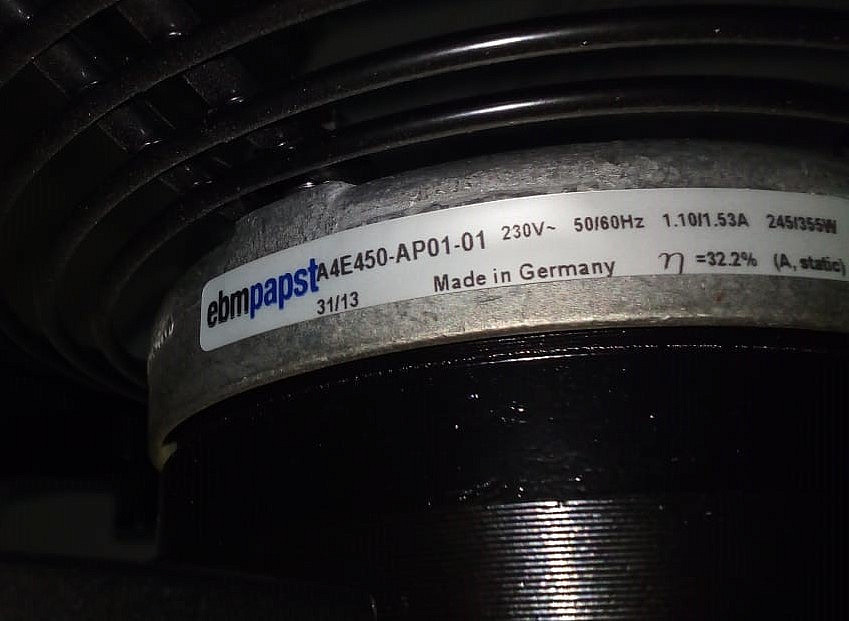 ebmpapst A4E450-AP01-01 230V~ 50/60Hz 1.10/1.53A 245/355W
31/13 Made in Germany η =32.2% (A, static)